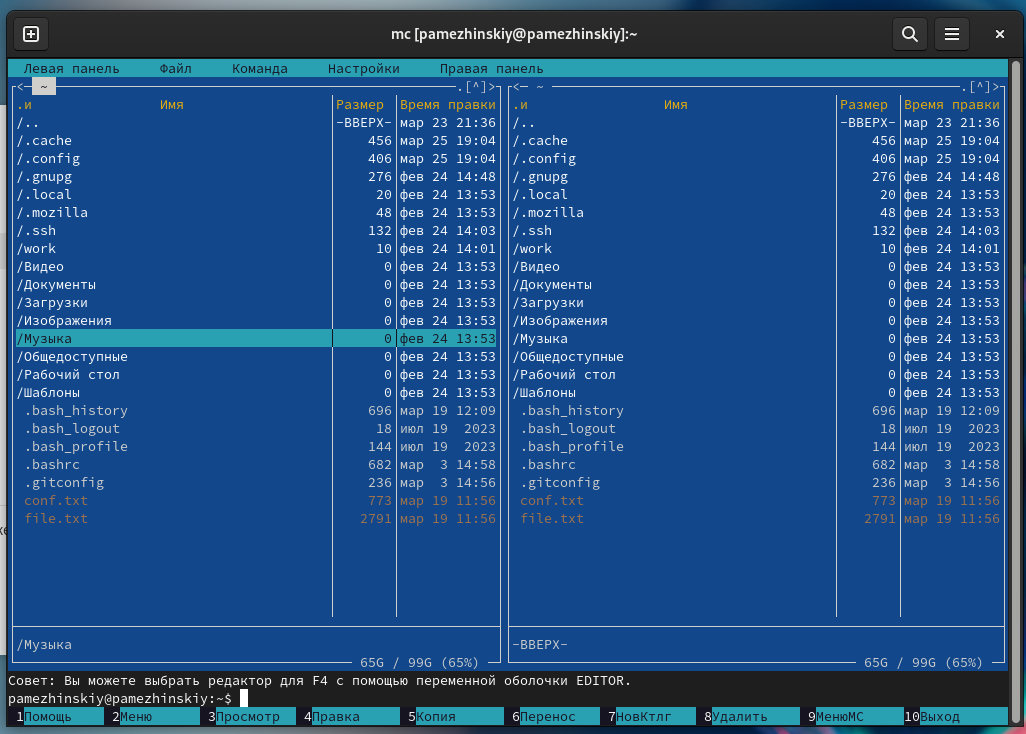 mc [pamezhinskiy@pamezhinskiy]:~
Левая панель Файл Команда Настройки Правая панель
<─ ~ .[^]> <─ ~ .[^]>
.и Имя Размер Время правки .и Имя Размер Время правки
/.. -ВВЕРХ- мар 23 21:36 /.. -ВВЕРХ- мар 23 21:36
/.cache 456 мар 25 19:04 /.cache 456 мар 25 19:04
/.config 406 мар 25 19:04 /.config 406 мар 25 19:04
/.gnupg 276 фев 24 14:48 /.gnupg 276 фев 24 14:48
/.local 20 фев 24 13:53 /.local 20 фев 24 13:53
/.mozilla 48 фев 24 13:53 /.mozilla 48 фев 24 13:53
/.ssh 132 фев 24 14:03 /.ssh 132 фев 24 14:03
/work 10 фев 24 14:01 /work 10 фев 24 14:01
/Видео 0 фев 24 13:53 /Видео 0 фев 24 13:53
/Документы 0 фев 24 13:53 /Документы 0 фев 24 13:53
/Загрузки 0 фев 24 13:53 /Загрузки 0 фев 24 13:53
/Изображения 0 фев 24 13:53 /Изображения 0 фев 24 13:53
/Музыка 0 фев 24 13:53 /Музыка 0 фев 24 13:53
/Общедоступные 0 фев 24 13:53 /Общедоступные 0 фев 24 13:53
/Рабочий стол 0 фев 24 13:53 /Рабочий стол 0 фев 24 13:53
/Шаблоны 0 фев 24 13:53 /Шаблоны 0 фев 24 13:53
.bash_history 696 мар 19 12:09 .bash_history 696 мар 19 12:09
.bash_logout 18 июл 19 2023 .bash_logout 18 июл 19 2023
.bash_profile 144 июл 19 2023 .bash_profile 144 июл 19 2023
.bashrc 682 мар 3 14:58 .bashrc 682 мар 3 14:58
.gitconfig 236 мар 3 14:56 .gitconfig 236 мар 3 14:56
conf.txt 773 мар 19 11:56 conf.txt 773 мар 19 11:56
file.txt 2791 мар 19 11:56 file.txt 2791 мар 19 11:56
/Музыка -ВВЕРХ-
65G / 99G (65%) 65G / 99G (65%)
Совет: Вы можете выбрать редактор для F4 с помощью переменной оболочки EDITOR.
pamezhinskiy@pamezhinskiy:~$
1Помощь 2Меню 3Просмотр 4Правка 5Копия 6Перенос 7НовКтлг 8Удалить 9МенюMC 10Выход